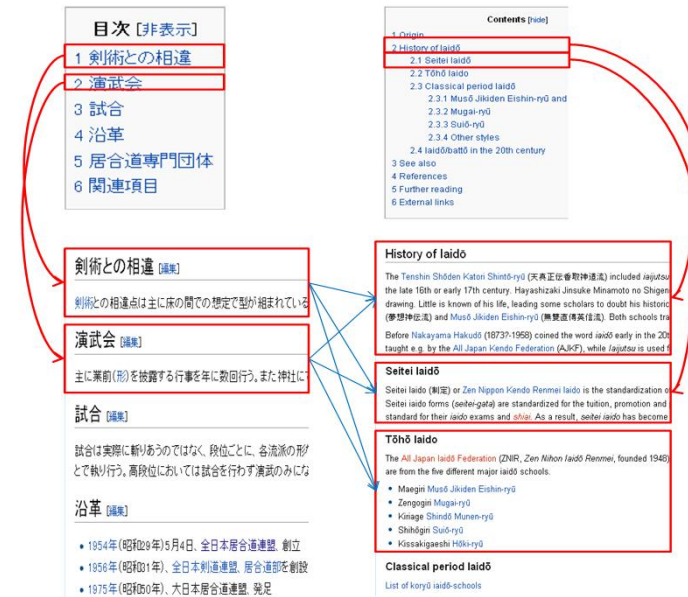 目次 [非表示]
1 剣術との相違
2 演武会
3 試合
4 沿革
5 居合道専門団体
6 関連項目
Contents [hide]
1 Origin
2 History of Iaidō
2.1 Seitei Iaidō
2.2 Tōhō Iaido
2.3 Classical period Iaidō
2.3.1 Musō Jikiden Eishin-ryū and
2.3.2 Mugai-ryū
2.3.3 Suiō-ryū
2.3.4 Other styles
2.4 Iaidō/battō in the 20th century
3 See also
4 References
5 Further reading
6 External links
剣術との相違 [編集]
剣術との相違点は主に床の間での想定で型が組まれている
演武会 [編集]
主に業前(形)を披露する行事を年に数回行う。また神社に
試合 [編集]
試合は実際に斬りあうのではなく、段位ごとに、各流派の形
とで執り行う。高段位においては試合を行わず演武のみにな
沿革 [編集]
• 1954年(昭和29年)5月4日、全日本居合道連盟、創立
• 1956年(昭和31年)、全日本剣道連盟、居合道部を創設
• 1975年(昭和50年)、大日本居合道連盟、発足
History of Iaidō
The Tenshin Shōden Katori Shintō-ryū (天真正伝香取神道流) included iaijutsu
the late 16th or early 17th century. Hayashizaki Jinsuke Minamoto no Shigen
drawing. Little is known of his life, leading some scholars to doubt his historic
(夢想神伝流) and Musō Jikiden Eishin-ryū (無雙直傳英信流). Both schools tra
Before Nakayama Hakudō (1873?-1958) coined the word iaidō early in the 20t
taught e.g. by the All Japan Kendo Federation (AJKF), while Iaijutsu is used f
Seitei Iaidō
Seitei Iaido (制定) or Zen Nippon Kendo Renmei Iaido is the standardization o
Seitei iaido forms (seitei-gata) are standardized for the tuition, promotion and
standard for their iaido exams and shiai. As a result, seitei iaido has become
Tōhō Iaido
The All Japan Iaidō Federation (ZNIR, Zen Nihon Iaidō Renmei, founded 1948)
are from the five different major iaidō schools.
• Maegiri Musō Jikiden Eishin-ryū
• Zengogiri Mugai-ryū
• Kiriage Shindō Munen-ryū
• Shihōgiri Suiō-ryū
• Kissakigaeshi Hōki-ryū
Classical period Iaidō
List of koryū iaidō-schools